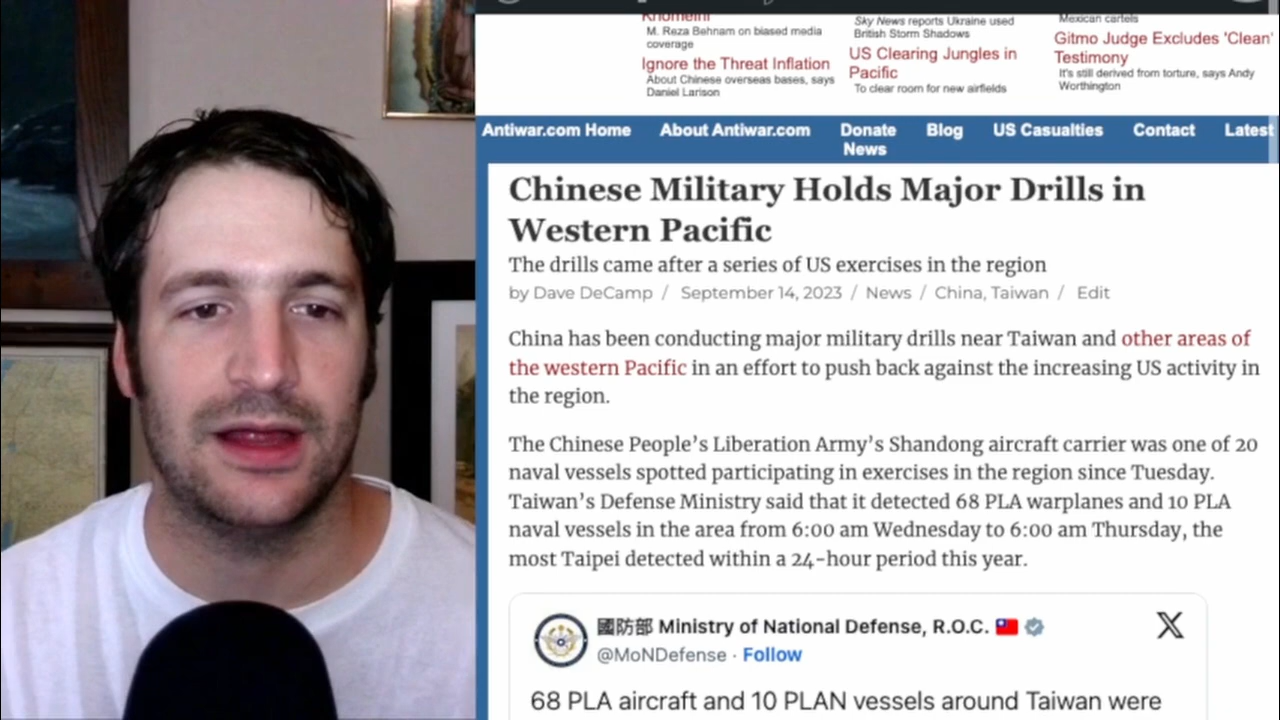 Khomeini
M. Reza Behnam on biased media
coverage
Ignore the Threat Inflation
About Chinese overseas bases, says
Daniel Larison
Sky News reports Ukraine used
British Storm Shadows
US Clearing Jungles in
Pacific
To clear room for new airfields
Mexican cartels
Gitmo Judge Excludes 'Clean'
Testimony
It's still derived from torture, says Andy
Worthington
Antiwar.com Home About Antiwar.com Donate Blog US Casualties Contact Latest
News
Chinese Military Holds Major Drills in
Western Pacific
The drills came after a series of US exercises in the region
by Dave DeCamp / September 14, 2023 / News / China, Taiwan / Edit
China has been conducting major military drills near Taiwan and other areas of
the western Pacific in an effort to push back against the increasing US activity in
the region.
The Chinese People's Liberation Army's Shandong aircraft carrier was one of 20
naval vessels spotted participating in exercises in the region since Tuesday.
Taiwan's Defense Ministry said that it detected 68 PLA warplanes and 10 PLA
naval vessels in the area from 6:00 am Wednesday to 6:00 am Thursday, the
most Taipei detected within a 24-hour period this year.
國防部 Ministry of National Defense, R.O.C. 🇹🇼
@MoNDefense · Follow
68 PLA aircraft and 10 PLAN vessels around Taiwan were